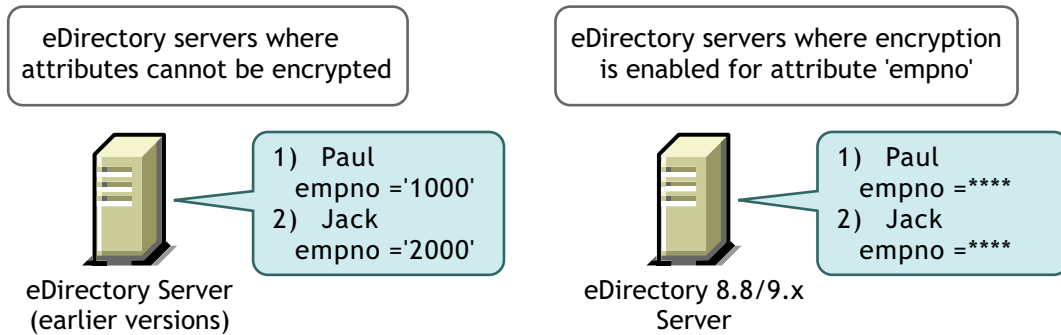 eDirectory servers where
attributes cannot be encrypted
1) Paul
empno ='1000'
2) Jack
empno ='2000'
eDirectory Server
(earlier versions)
eDirectory servers where encryption
is enabled for attribute 'empno'
1) Paul
empno =****
2) Jack
empno =****
eDirectory 8.8/9.x
Server